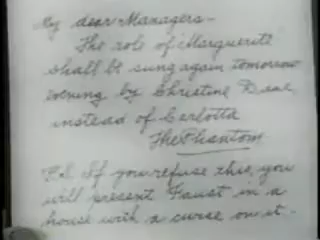 My dear Managers -
The role of Marguerite
shall be sung again tomorrow
evening by Christine Daae
instead of Carlotta
The Phantom
P.S. If you refuse this, you
will present Faust in a
house with a curse on it -